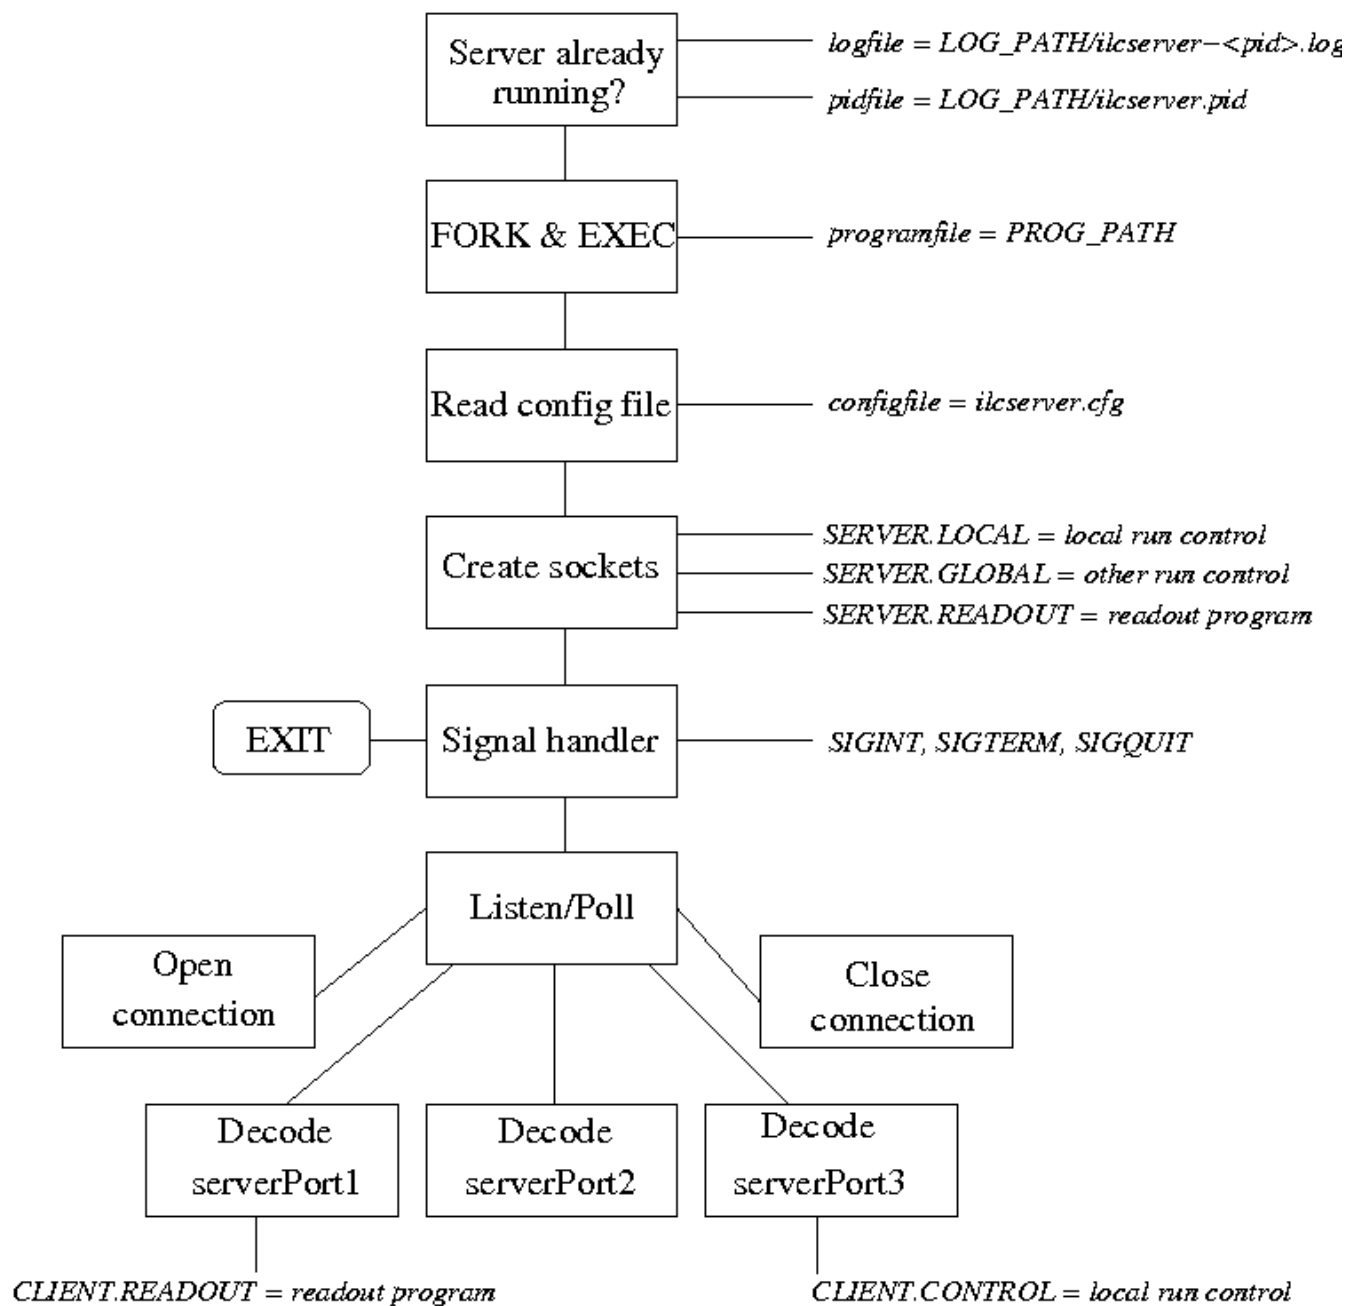 Server already
running?
logfile = LOG_PATH/ilcserver-<pid>.log
pidfile = LOG_PATH/ilcserver.pid
FORK & EXEC
programfile = PROG_PATH
Read config file
configfile = ilcserver.cfg
Create sockets
SERVER.LOCAL = local run control
SERVER.GLOBAL = other run control
SERVER.READOUT = readout program
EXIT
Signal handler
SIGINT, SIGTERM, SIGQUIT
Listen/Poll
Open
connection
Close
connection
Decode
serverPort1
Decode
serverPort2
Decode
serverPort3
CLIENT.READOUT = readout program
CLIENT.CONTROL = local run control